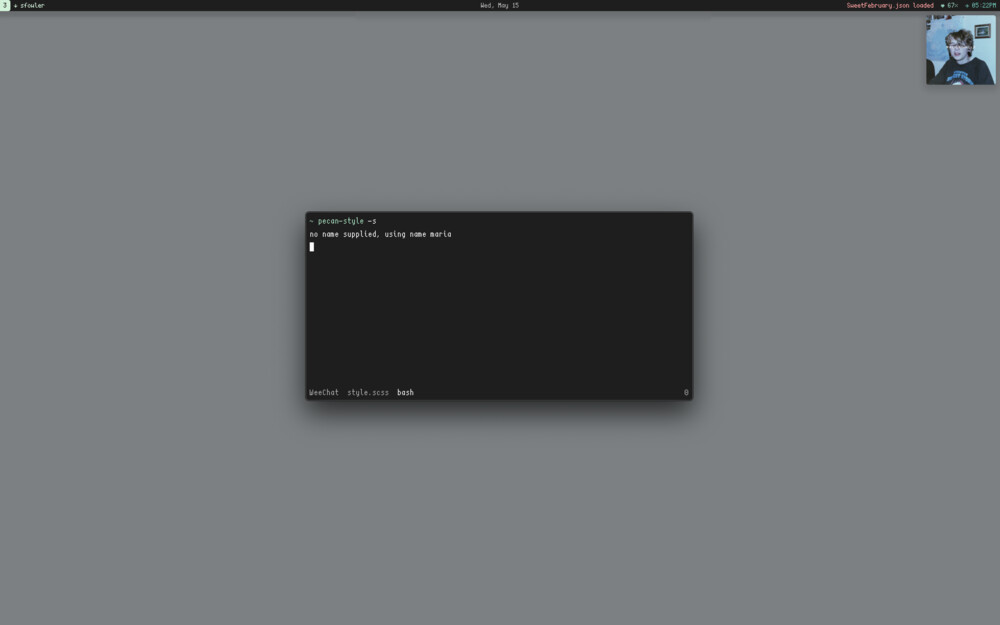 3 + sfowler
Wed, May 15
SweetFebruary.json loaded 67% 05:22PM
~ pecan-style -s
no name supplied, using name maria
WeeChat style.scss bash 0